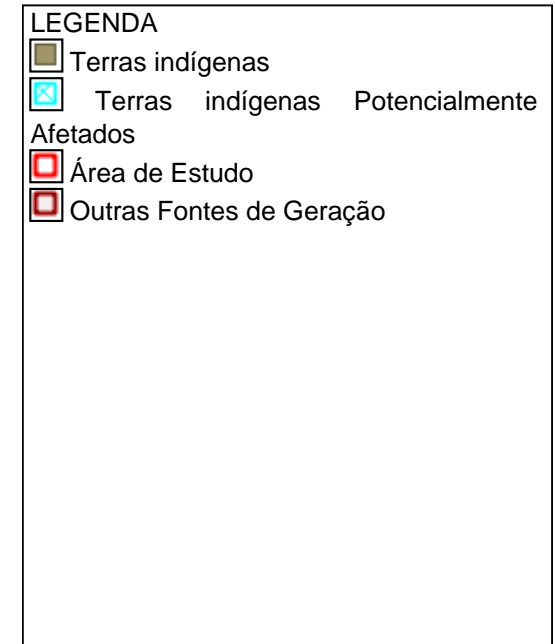 LEGENDA
Terras indígenas
Terras indígenas Potencialmente
Afetados
Área de Estudo
Outras Fontes de Geração